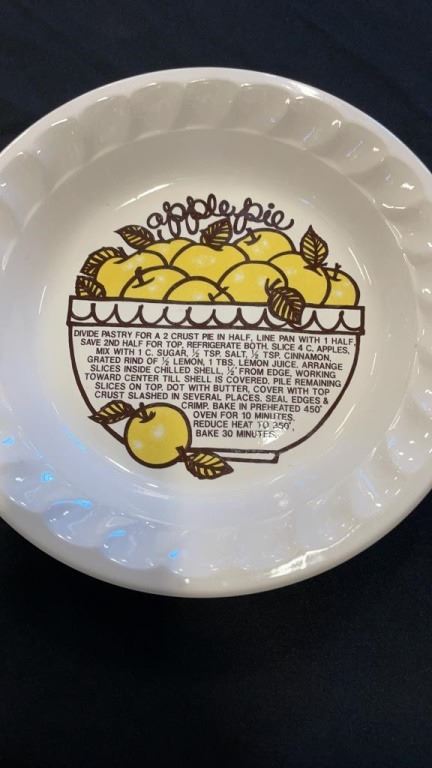 apple pie
DIVIDE PASTRY FOR A 2 CRUST PIE IN HALF, LINE PAN WITH 1 HALF,
SAVE 2ND HALF FOR TOP, REFRIGERATE BOTH. SLICE 4 C. APPLES,
MIX WITH 1 C. SUGAR, ½ TSP. SALT, ½ TSP. CINNAMON,
GRATED RIND OF ½ LEMON, 1 TBS. LEMON JUICE. ARRANGE
SLICES INSIDE CHILLED SHELL, ½" FROM EDGE, WORKING
TOWARD CENTER TILL SHELL IS COVERED. PILE REMAINING
SLICES ON TOP. DOT WITH BUTTER, COVER WITH TOP
CRUST SLASHED IN SEVERAL PLACES. SEAL EDGES &
CRIMP. BAKE IN PREHEATED 450°
OVEN FOR 10 MINUTES.
REDUCE HEAT TO 350°,
BAKE 30 MINUTES.